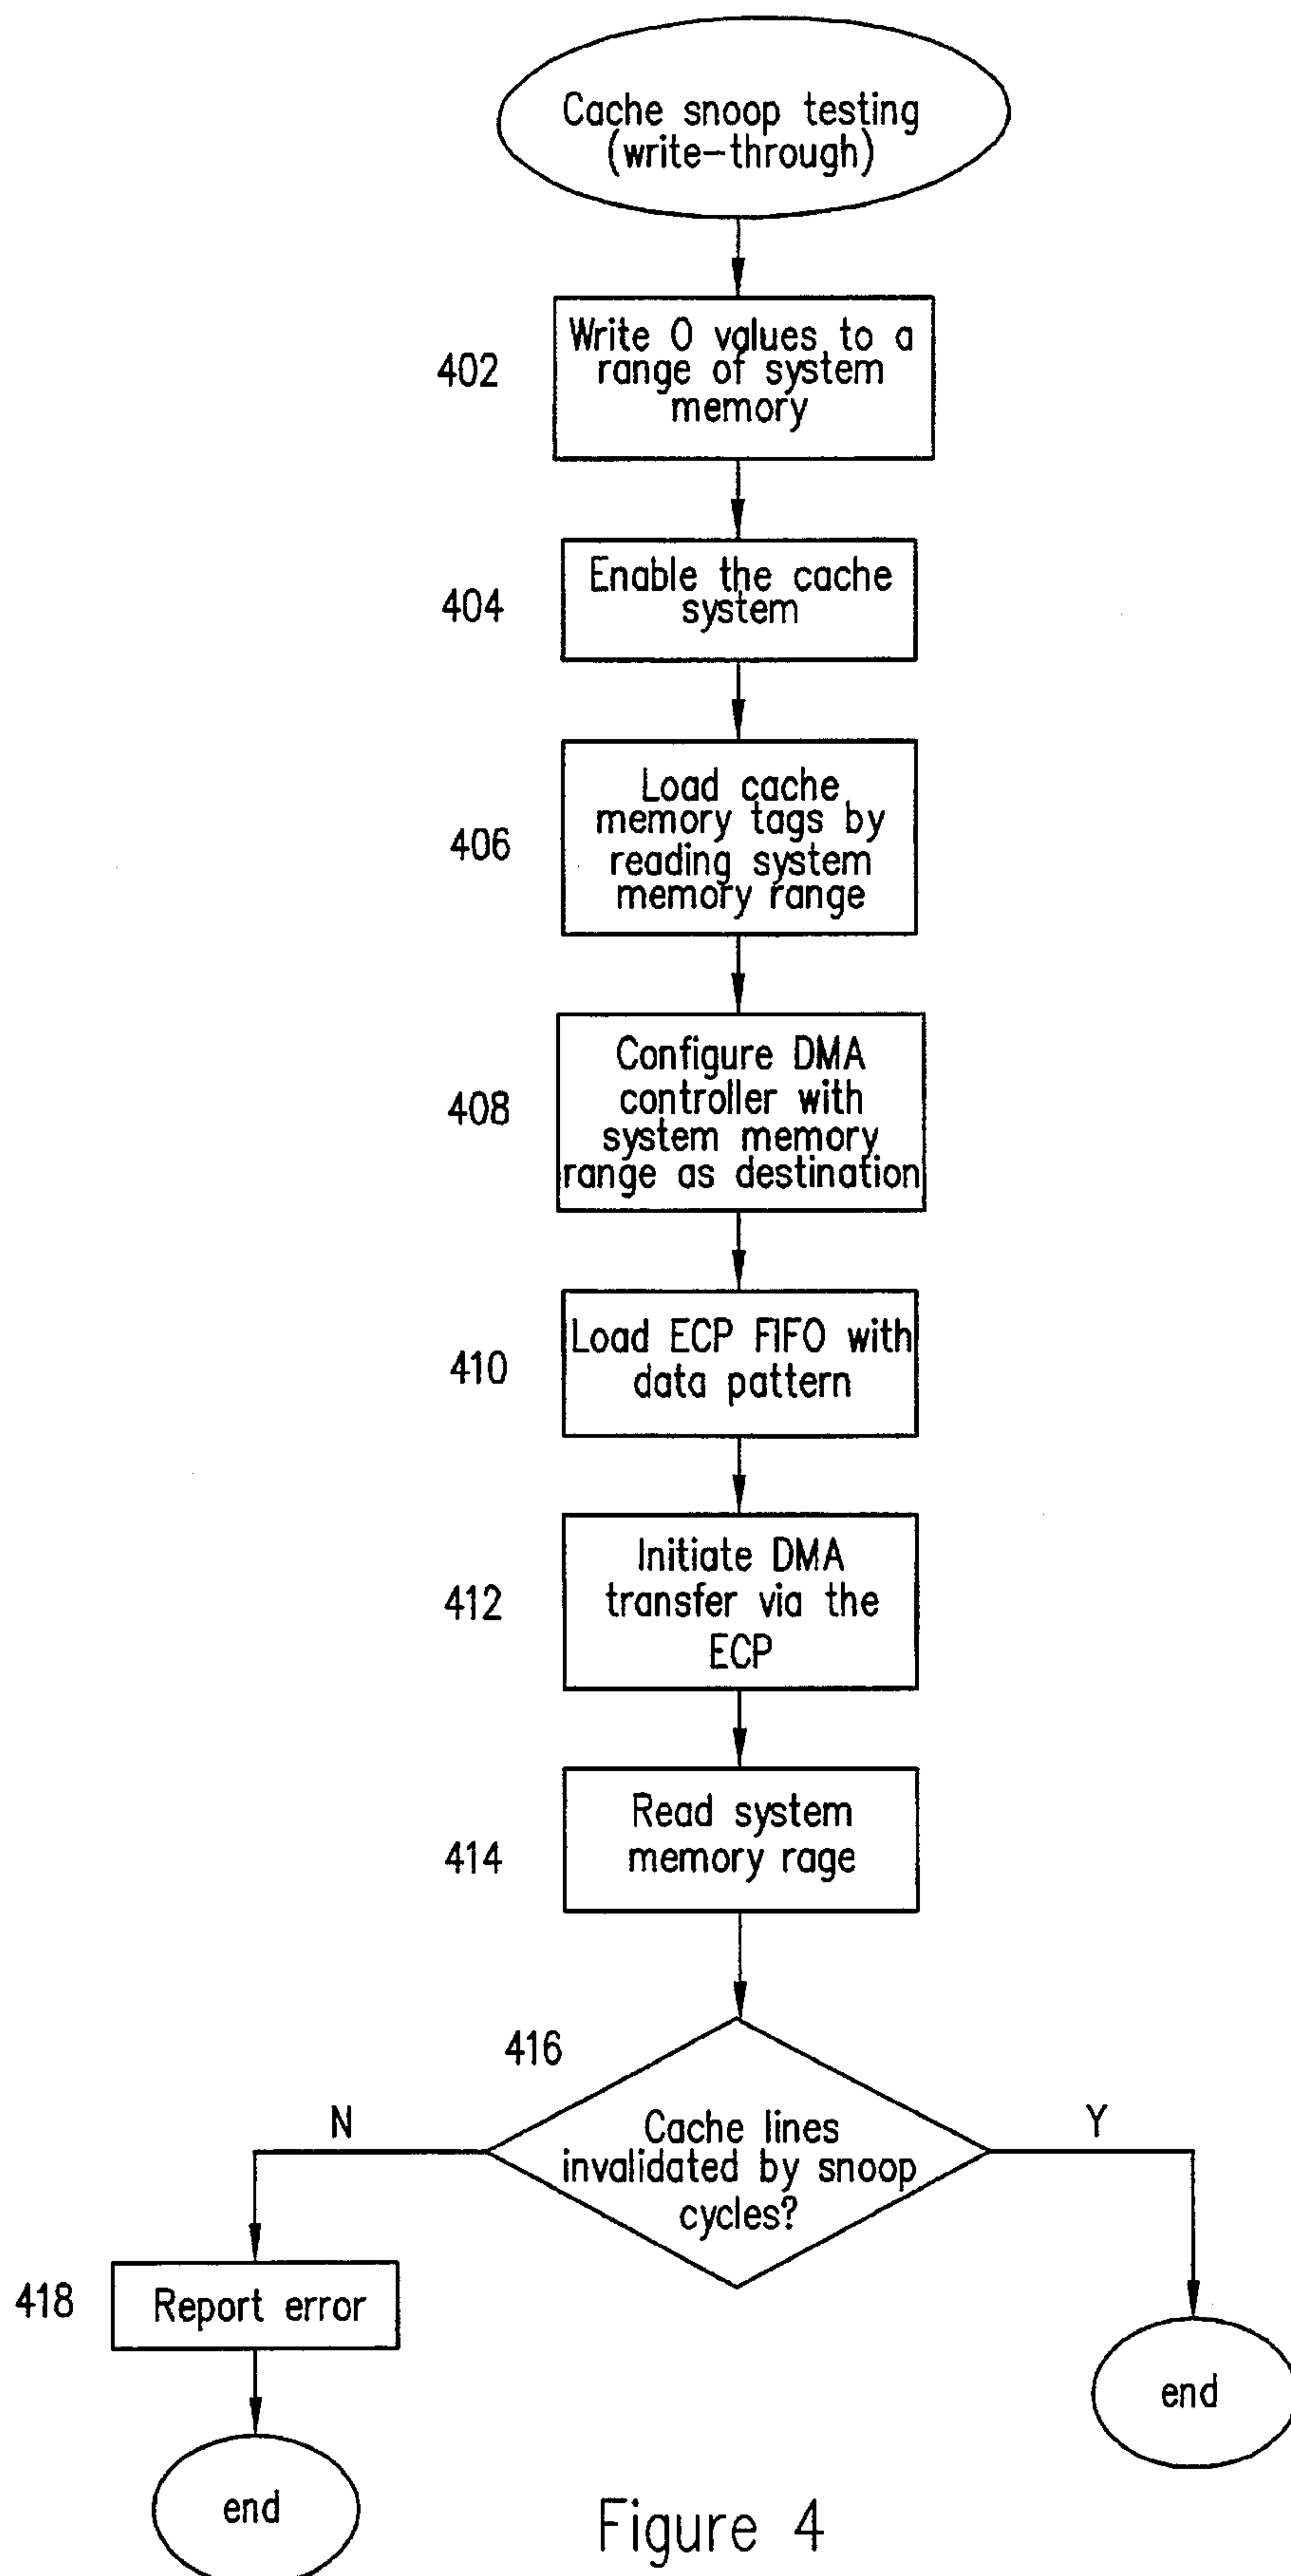 Cache snoop testing
(write-through)
402
Write 0 values to a
range of system
memory
404
Enable the cache
system
406
Load cache
memory tags by
reading system
memory range
408
Configure DMA
controller with
system memory
range as destination
410
Load ECP FIFO with
data pattern
412
Initiate DMA
transfer via the
ECP
414
Read system
memory rage
416
Cache lines
invalidated by snoop
cycles?
N
Y
418
Report error
end
end
Figure 4